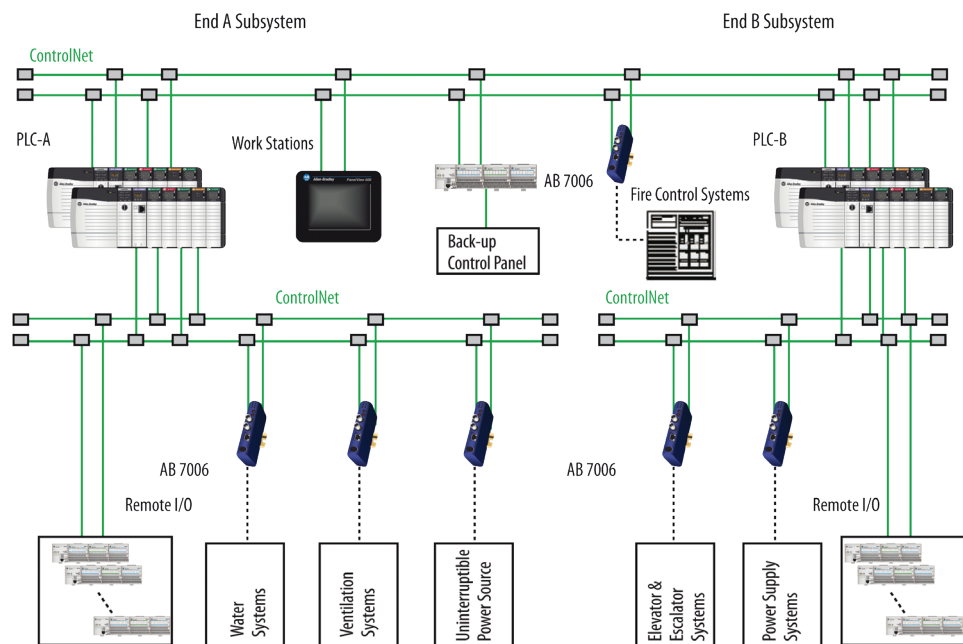 End A Subsystem
End B Subsystem
ControlNet
PLC-A
Work Stations
AB 7006
PLC-B
Fire Control Systems
Back-up
Control Panel
ControlNet
ControlNet
AB 7006
AB 7006
Remote I/O
Remote I/O
Water
Systems
Ventilation
Systems
Uninterruptible
Power Source
Elevator &
Escalator
Systems
Power Supply
Systems